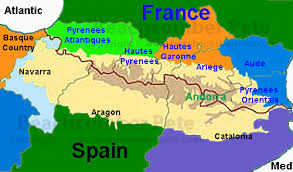 Atlantic
France
Basque
Country
Pyrenees
Atlantiques
Hautes
Pyrenees
Hautes
Garonne
Ariege
Aude
Navarra
Andorra
Pyrenees
Orientals
Aragon
Catalonia
Spain
Med